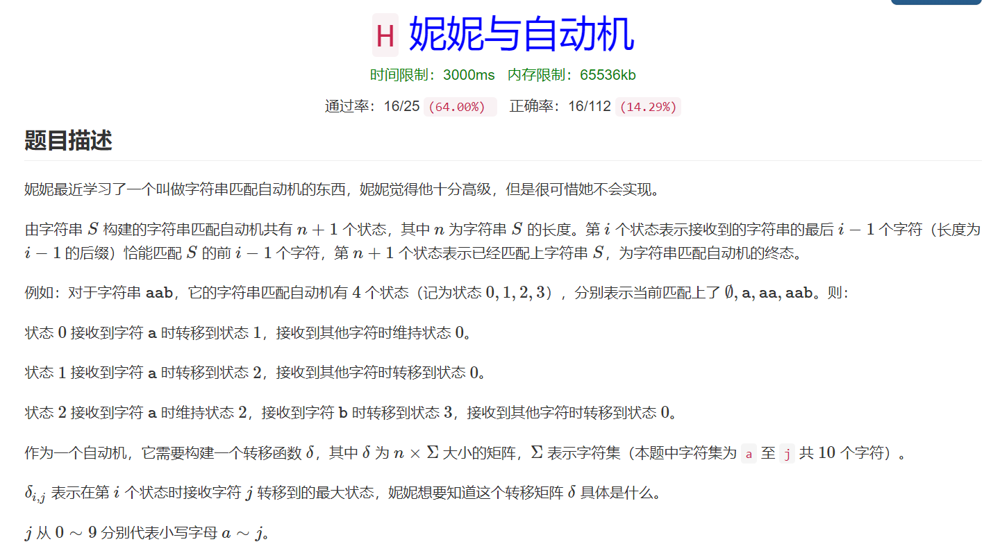 H 妮妮与自动机
时间限制：3000ms 内存限制：65536kb
通过率：16/25 (64.00%) 正确率：16/112 (14.29%)
题目描述
妮妮最近学习了一个叫做字符串匹配自动机的东西，妮妮觉得他十分高级，但是很可惜她不会实现。
由字符串 S 构建的字符串匹配自动机共有 n + 1 个状态，其中 n 为字符串 S 的长度。第 i 个状态表示接收到的字符串的最后 i − 1 个字符（长度为
i − 1 的后缀）恰能匹配 S 的前 i − 1 个字符，第 n + 1 个状态表示已经匹配上字符串 S，为字符串匹配自动机的终态。
例如：对于字符串 aab，它的字符串匹配自动机有 4 个状态（记为状态 0, 1, 2, 3），分别表示当前匹配上了 ∅, a, aa, aab。则：
状态 0 接收到字符 a 时转移到状态 1，接收到其他字符时维持状态 0。
状态 1 接收到字符 a 时转移到状态 2，接收到其他字符时转移到状态 0。
状态 2 接收到字符 a 时维持状态 2，接收到字符 b 时转移到状态 3，接收到其他字符时转移到状态 0。
作为一个自动机，它需要构建一个转移函数 δ，其中 δ 为 n × Σ 大小的矩阵，Σ 表示字符集（本题中字符集为 a 至 j 共 10 个字符）。
δi,j 表示在第 i 个状态时接收字符 j 转移到的最大状态，妮妮想要知道这个转移矩阵 δ 具体是什么。
j 从 0 ∼ 9 分别代表小写字母 a ∼ j。